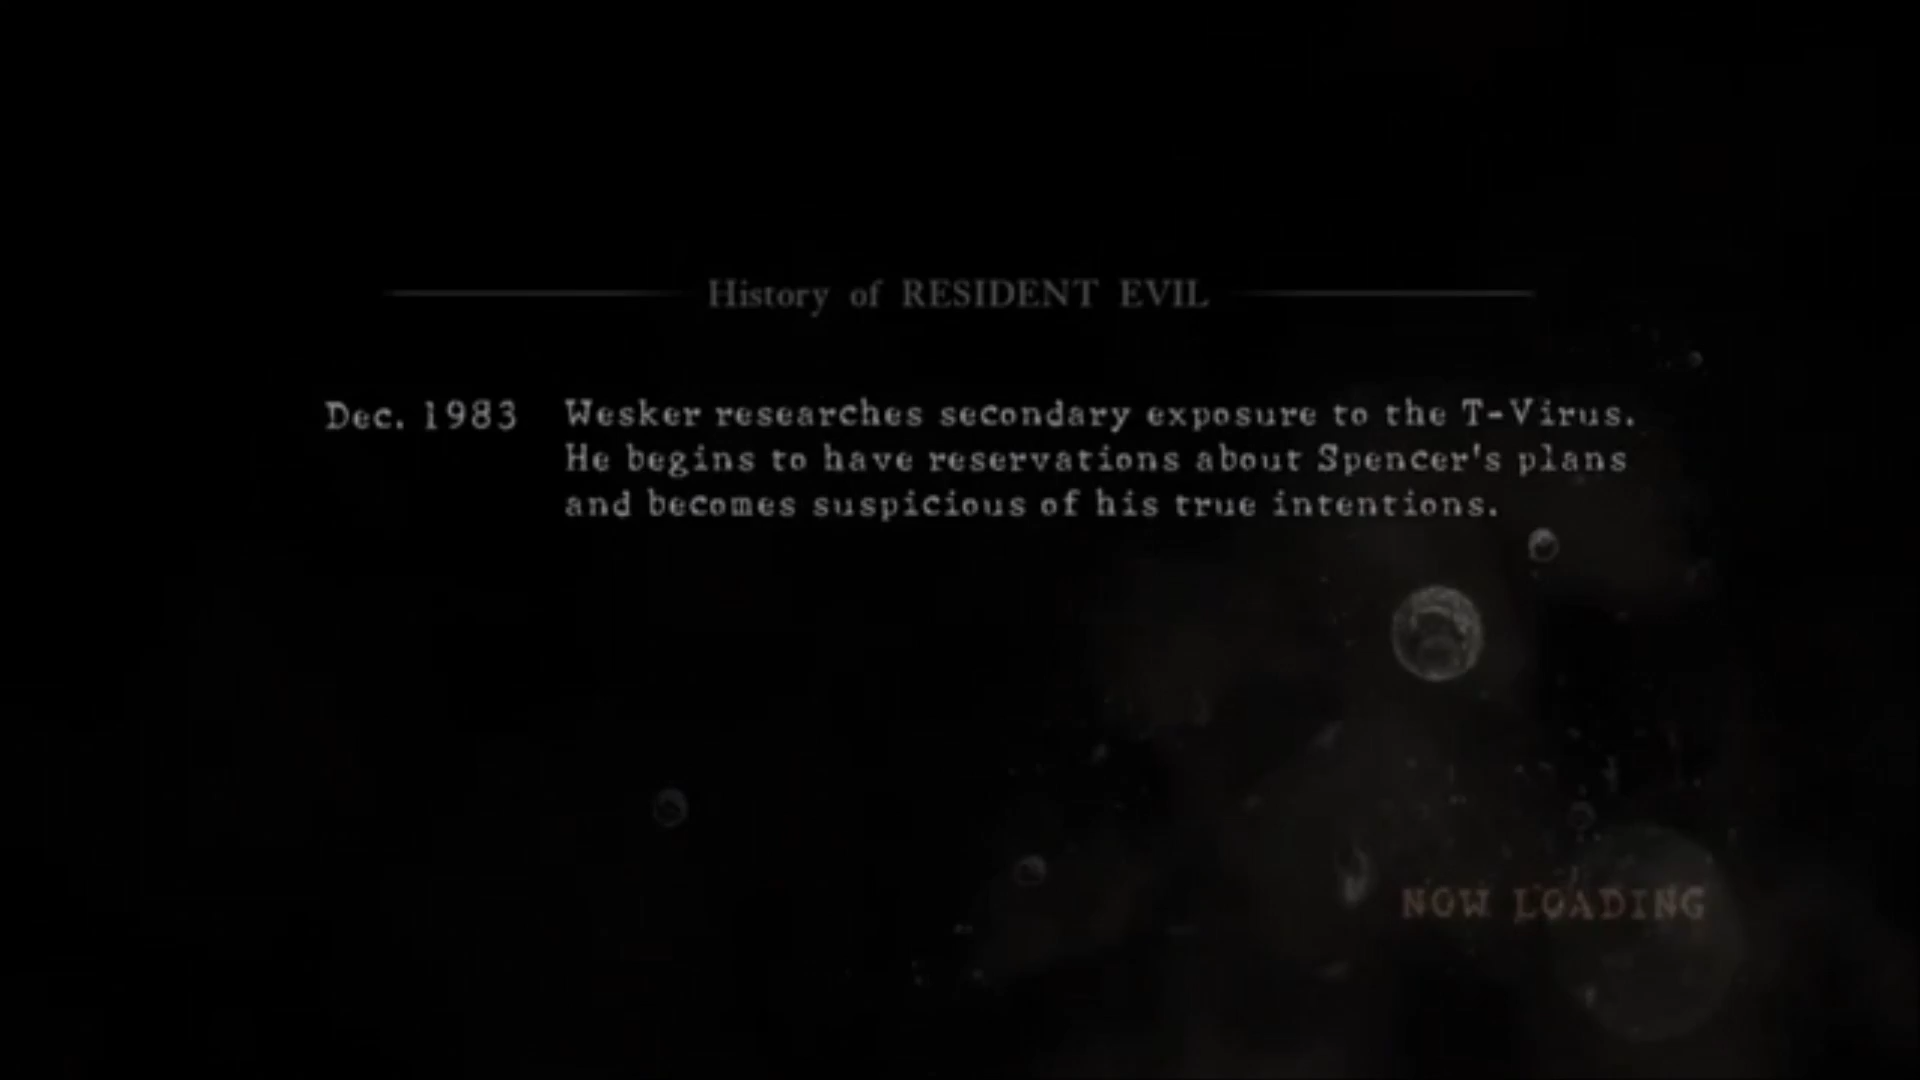 History of RESIDENT EVIL
Dec. 1983 Wesker researches secondary exposure to the T-Virus.
He begins to have reservations about Spencer's plans
and becomes suspicious of his true intentions.
NOW LOADING